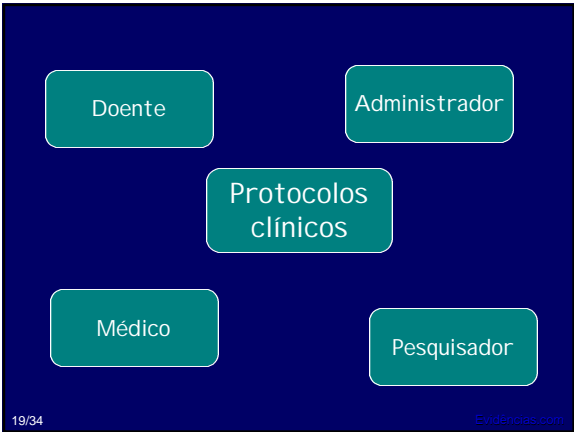 Doente
Administrador
Protocolos
clínicos
Médico
Pesquisador
19/34